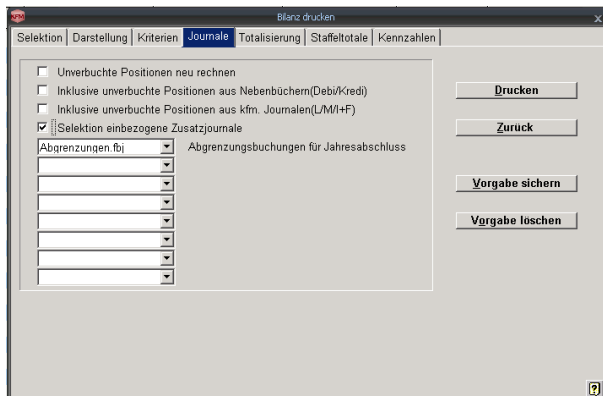 KFM Bilanz drucken x
Selektion Darstellung Kriterien Journale Totalisierung Staffeltotale Kennzahlen
Unverbuchte Positionen neu rechnen
Inklusive unverbuchte Positionen aus Nebenbüchern(Debi/Kredi)
Inklusive unverbuchte Positionen aus kfm. Journalen(L/M/I+F)
Selektion einbezogene Zusatzjournale
Abgrenzungen.fbj Abgrenzungsbuchungen für Jahresabschluss
Drucken
Zurück
Vorgabe sichern
Vorgabe löschen
?